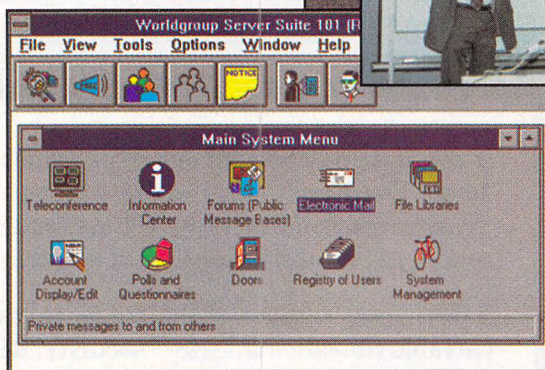 Worldgroup Server Suite 101 (R
File View Tools Options Window Help
FREE NOTICE
Main System Menu
Teleconference
Information Center
Forums (Public Message Bases)
Electronic Mail
File Libraries
Account Display/Edit
Polls and Questionnaires
Doors
Registry of Users
System Management
Private messages to and from others